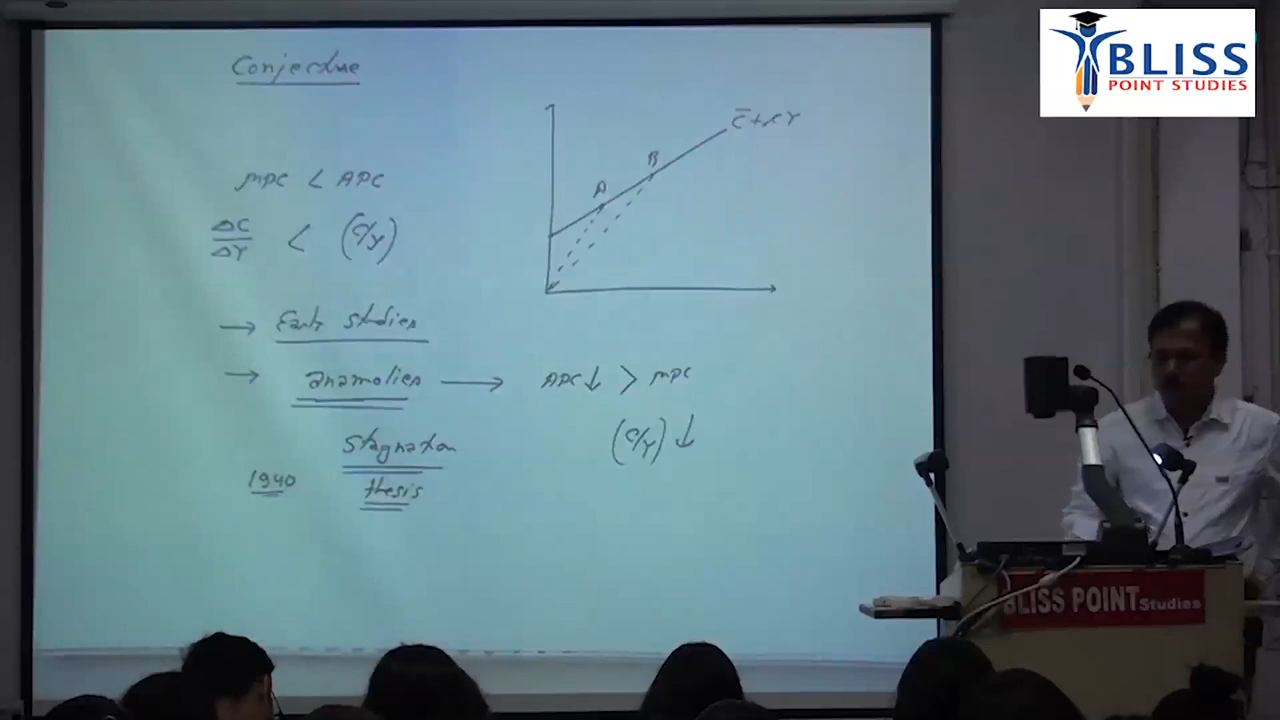 Conjecture
MPC < APC
ΔC/ΔY < (C/Y)
→ Early studies
→ anamolies → APC↓ > MPC
(C/Y)↓
Stagnation
thesis
1940
C̄+cY
A
B
BLISS
POINT STUDIES
BLISS POINT Studies